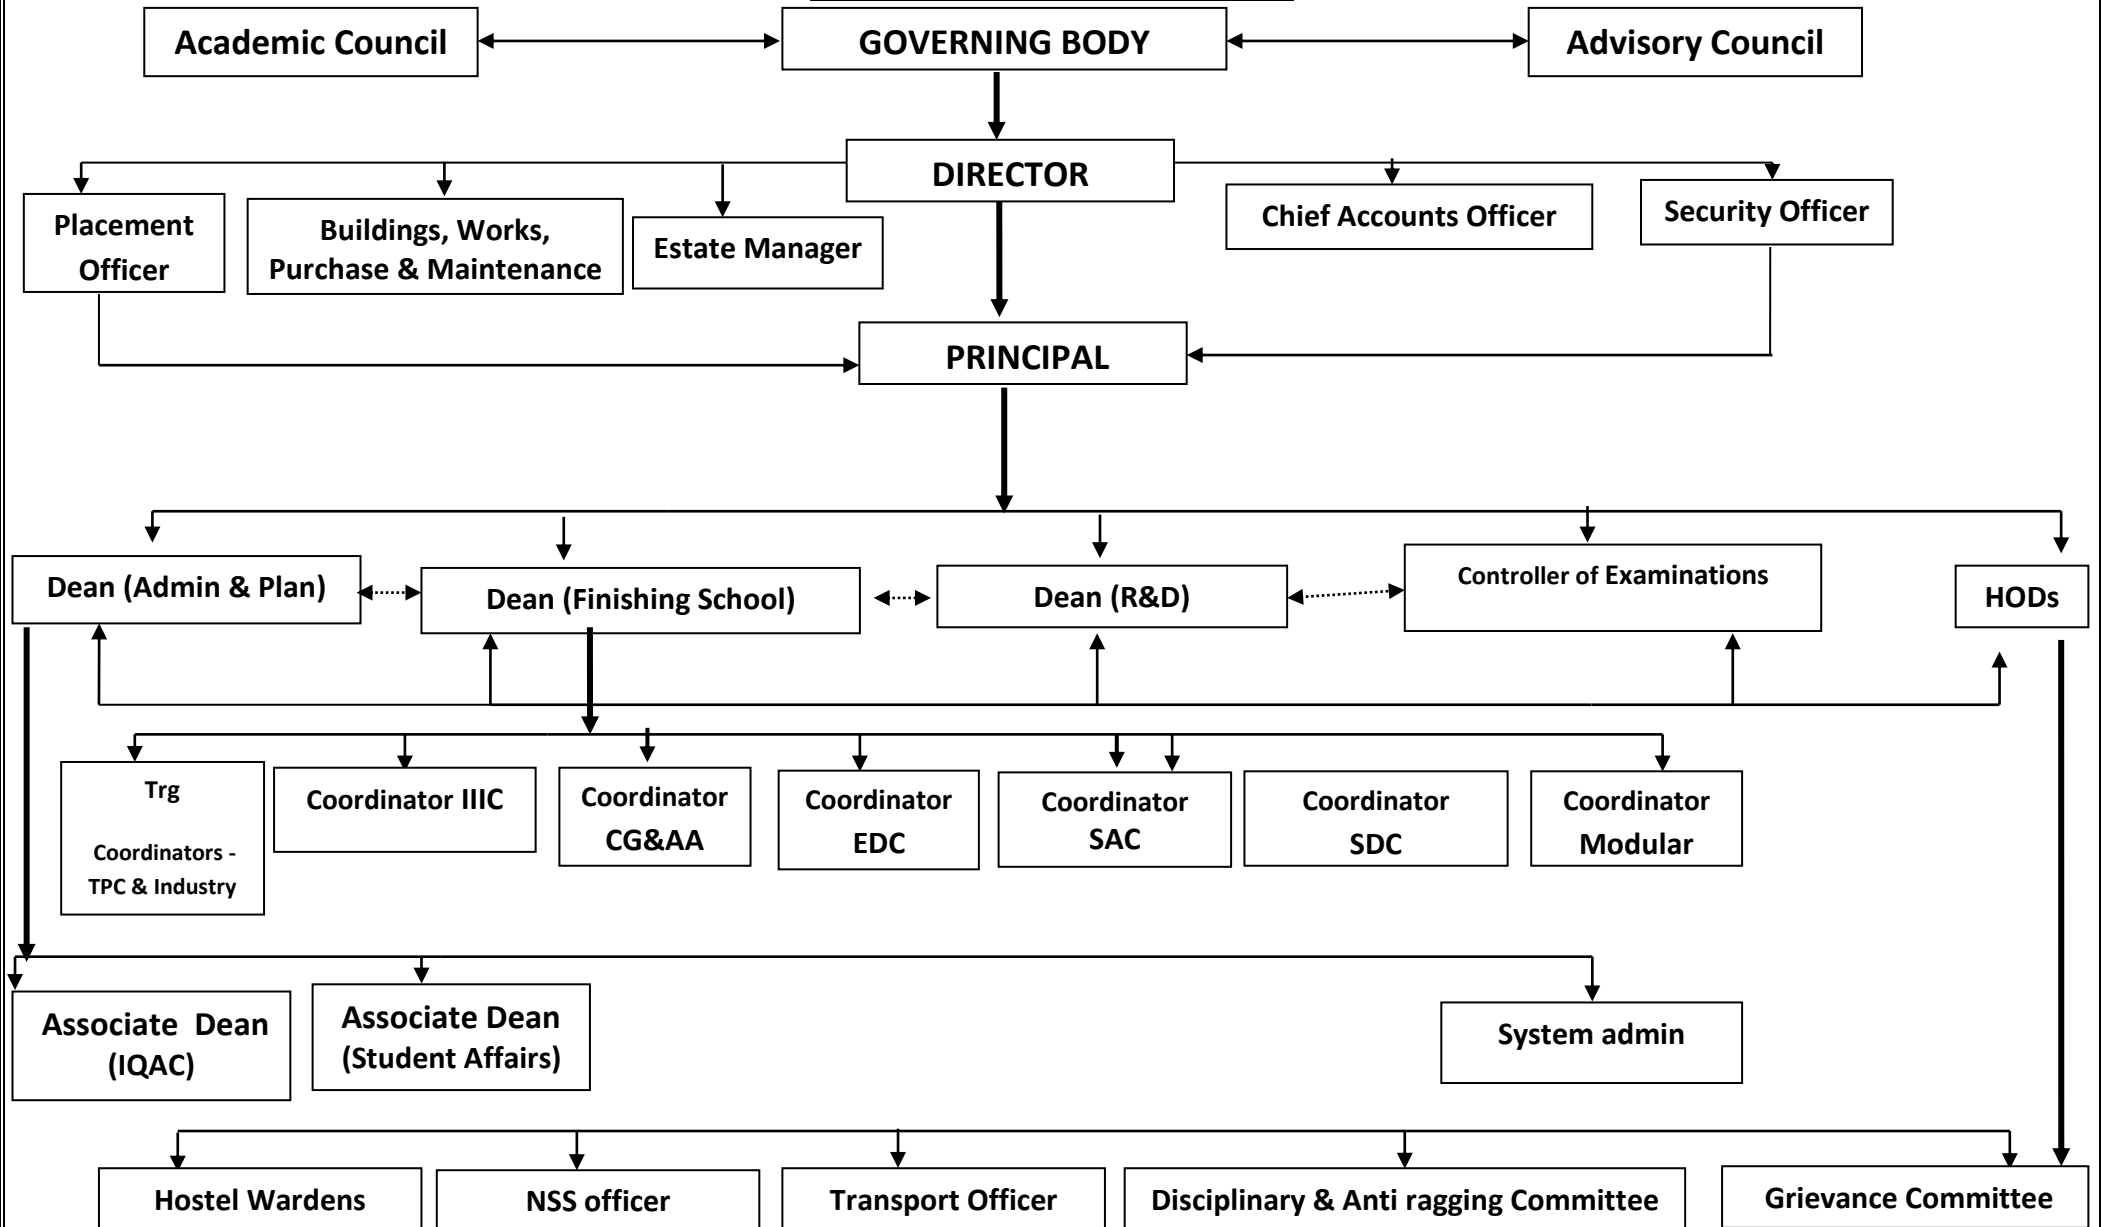 Academic Council
GOVERNING BODY
Advisory Council
DIRECTOR
Placement
Officer
Buildings, Works,
Purchase & Maintenance
Estate Manager
Chief Accounts Officer
Security Officer
PRINCIPAL
Dean (Admin & Plan)
Dean (Finishing School)
Dean (R&D)
Controller of Examinations
HODs
Trg
Coordinators -
TPC & Industry
Coordinator IIIC
Coordinator
CG&AA
Coordinator
EDC
Coordinator
SAC
Coordinator
SDC
Coordinator
Modular
Associate  Dean
(IQAC)
Associate Dean
(Student Affairs)
System admin
Hostel Wardens
NSS officer
Transport Officer
Disciplinary & Anti ragging Committee
Grievance Committee